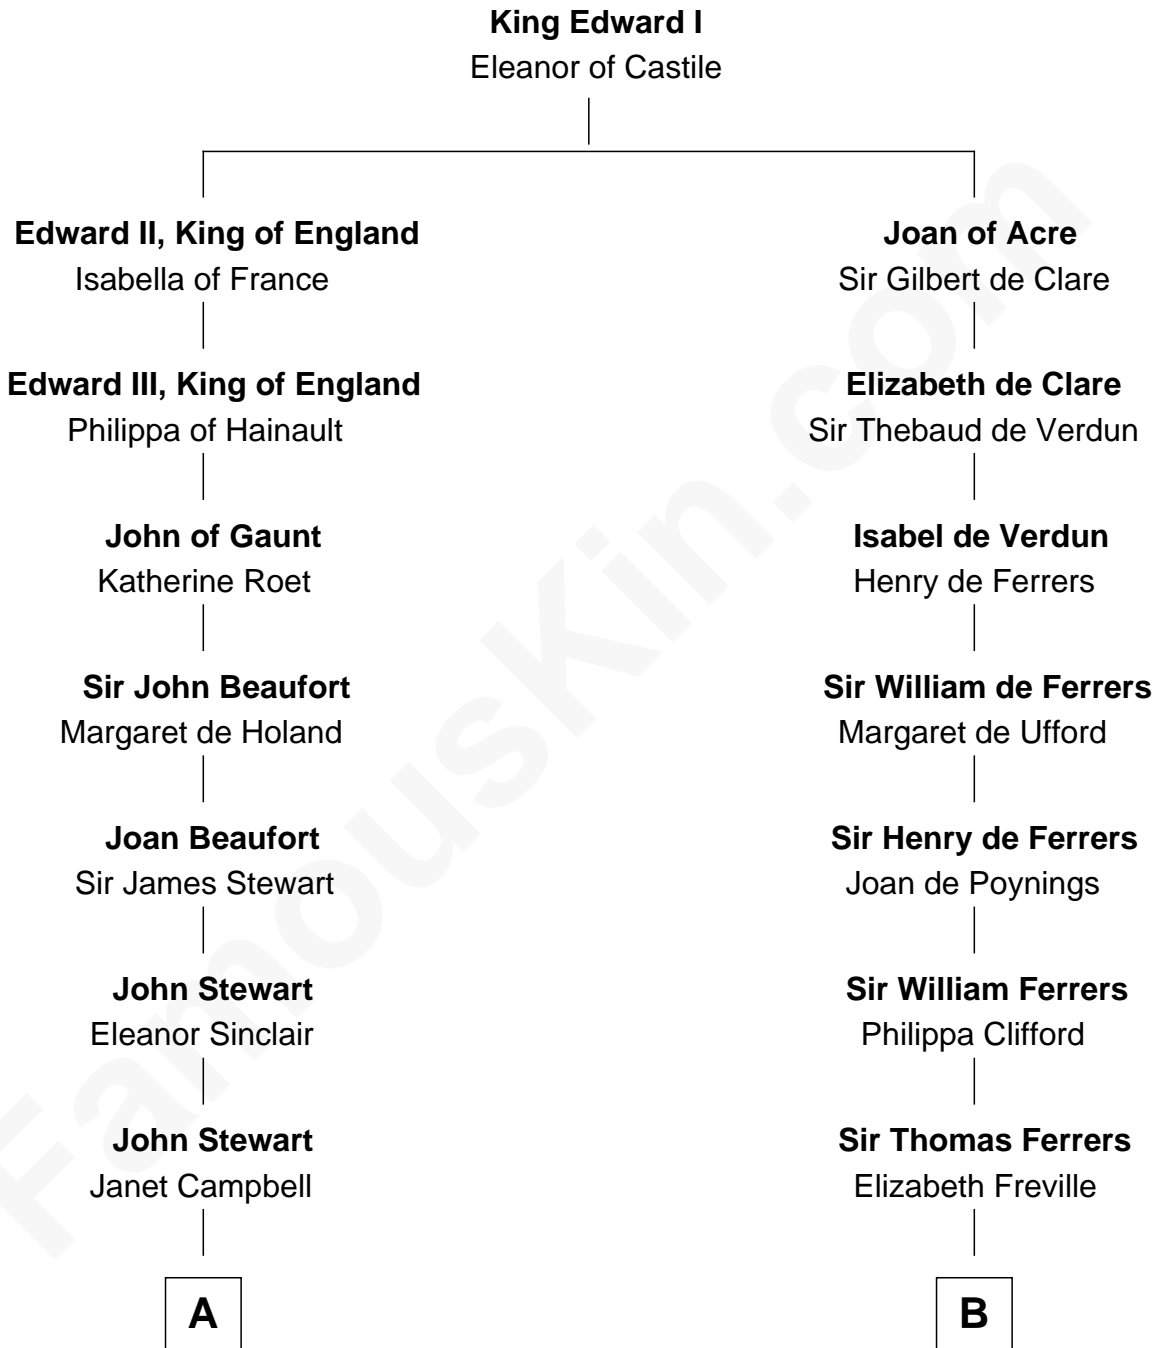 King Edward I
Eleanor of Castile
Edward II, King of England
Isabella of France
Edward III, King of England
Philippa of Hainault
John of Gaunt
Katherine Roet
Sir John Beaufort
Margaret de Holand
Joan Beaufort
Sir James Stewart
John Stewart
Eleanor Sinclair
John Stewart
Janet Campbell
A
Joan of Acre
Sir Gilbert de Clare
Elizabeth de Clare
Sir Thebaud de Verdun
Isabel de Verdun
Henry de Ferrers
Sir William de Ferrers
Margaret de Ufford
Sir Henry de Ferrers
Joan de Poynings
Sir William Ferrers
Philippa Clifford
Sir Thomas Ferrers
Elizabeth Freville
B
FamousKin.com